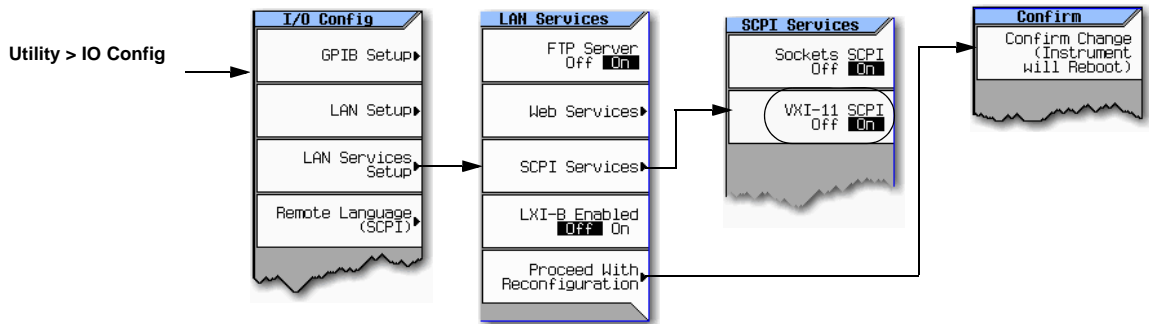 Utility > IO Config
I/O Config
GPIB Setup
LAN Setup
LAN Services
Setup
Remote Language
(SCPI)
LAN Services
FTP Server
Off On
Web Services
SCPI Services
LXI-B Enabled
Off On
Proceed With
Reconfiguration
SCPI Services
Sockets SCPI
Off On
VXI-11 SCPI
Off On
Confirm
Confirm Change
(Instrument
will Reboot)